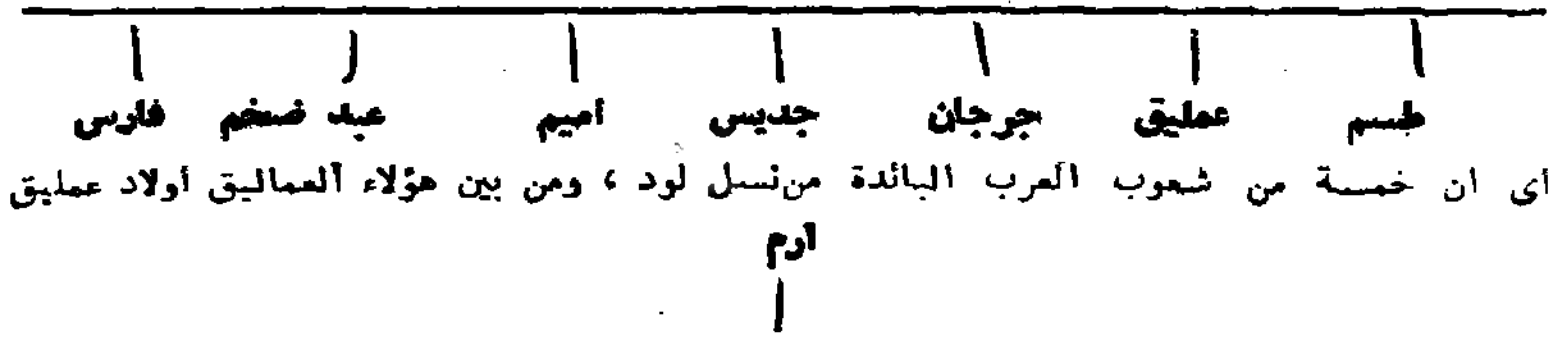 طسم عمليق جرجان جديس اميم عبد ضخم فارس
أى ان خمسة من شعوب العرب البائدة من نسل لود ، ومن بين هؤلاء العماليق أولاد عمليق
ارم